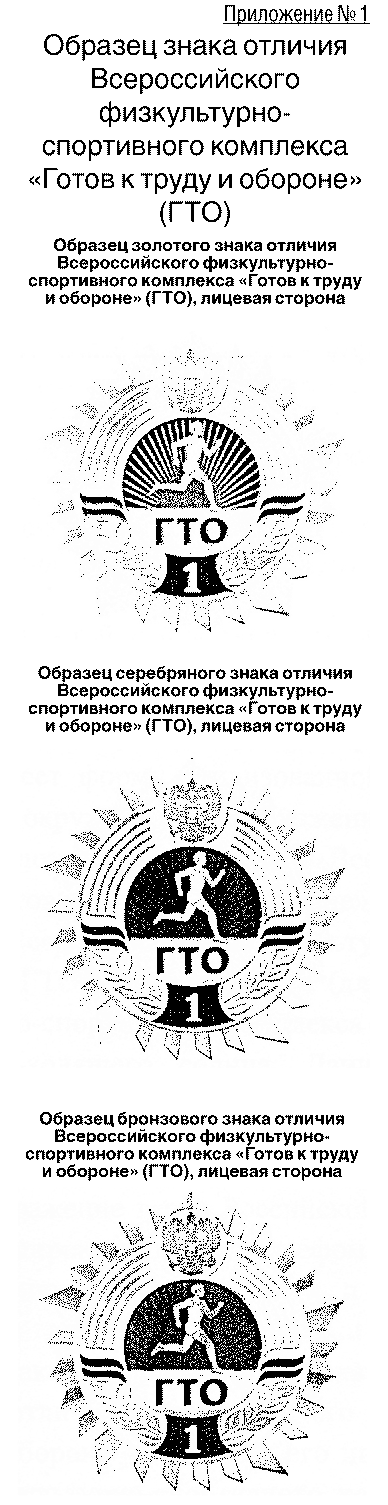 Приложение № 1
Образец знака отличия
Всероссийского
физкультурно-
спортивного комплекса
«Готов к труду и обороне»
(ГТО)
Образец золотого знака отличия
Всероссийского физкультурно-
спортивного комплекса «Готов к труду
и обороне» (ГТО), лицевая сторона
ГТО
1
Образец серебряного знака отличия
Всероссийского физкультурно-
спортивного комплекса «Готов к труду
и обороне» (ГТО), лицевая сторона
ГТО
1
Образец бронзового знака отличия
Всероссийского физкультурно-
спортивного комплекса «Готов к труду
и обороне» (ГТО), лицевая сторона
ГТО
1